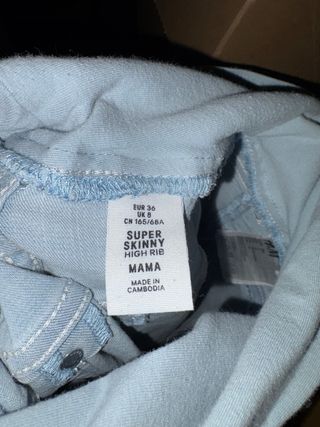 EUR 36
UK 8
CN 165/68A
SUPER
SKINNY
HIGH RIB
MAMA
MADE IN
CAMBODIA